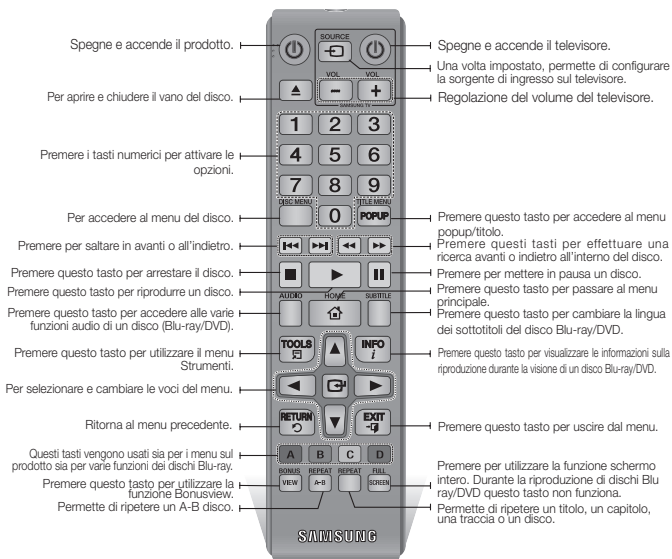 Spegne e accende il prodotto.
Per aprire e chiudere il vano del disco.
Premere i tasti numerici per attivare le
opzioni.
Per accedere al menu del disco.
Premere per saltare in avanti o all'indietro.
Premere questo tasto per arrestare il disco.
Premere questo tasto per riprodurre un disco.
Premere questo tasto per accedere alle varie
funzioni audio di un disco (Blu-ray/DVD).
Premere questo tasto per utilizzare il menu
Strumenti.
Per selezionare e cambiare le voci del menu.
Ritorna al menu precedente.
Questi tasti vengono usati sia per i menu sul
prodotto sia per varie funzioni dei dischi Blu-ray.
Premere questo tasto per utilizzare la
funzione Bonusview.
Permette di ripetere un A-B disco.
SOURCE
VOL VOL
- +
SAMSUNG TV
1 2 3
4 5 6
7 8 9
DISC MENU TITLE MENU
0 POPUP
AUDIO HOME SUBTITLE
TOOLS INFO
i
RETURN EXIT
A B C D
BONUS REPEAT REPEAT FULL
VIEW A-B SCREEN
SAMSUNG
Spegne e accende il televisore.
Una volta impostato, permette di configurare
la sorgente di ingresso sul televisore.
Regolazione del volume del televisore.
Premere questo tasto per accedere al menu
popup/titolo.
Premere questi tasti per effettuare una
ricerca avanti o indietro all'interno del disco.
Premere per mettere in pausa un disco.
Premere questo tasto per passare al menu
principale.
Premere questo tasto per cambiare la lingua
dei sottotitoli del disco Blu-ray/DVD.
Premere questo tasto per visualizzare le informazioni sulla
riproduzione durante la visione di un disco Blu-ray/DVD.
Premere questo tasto per uscire dal menu.
Premere per utilizzare la funzione schermo
intero. Durante la riproduzione di dischi Blu
ray/DVD questo tasto non funziona.
Permette di ripetere un titolo, un capitolo,
una traccia o un disco.